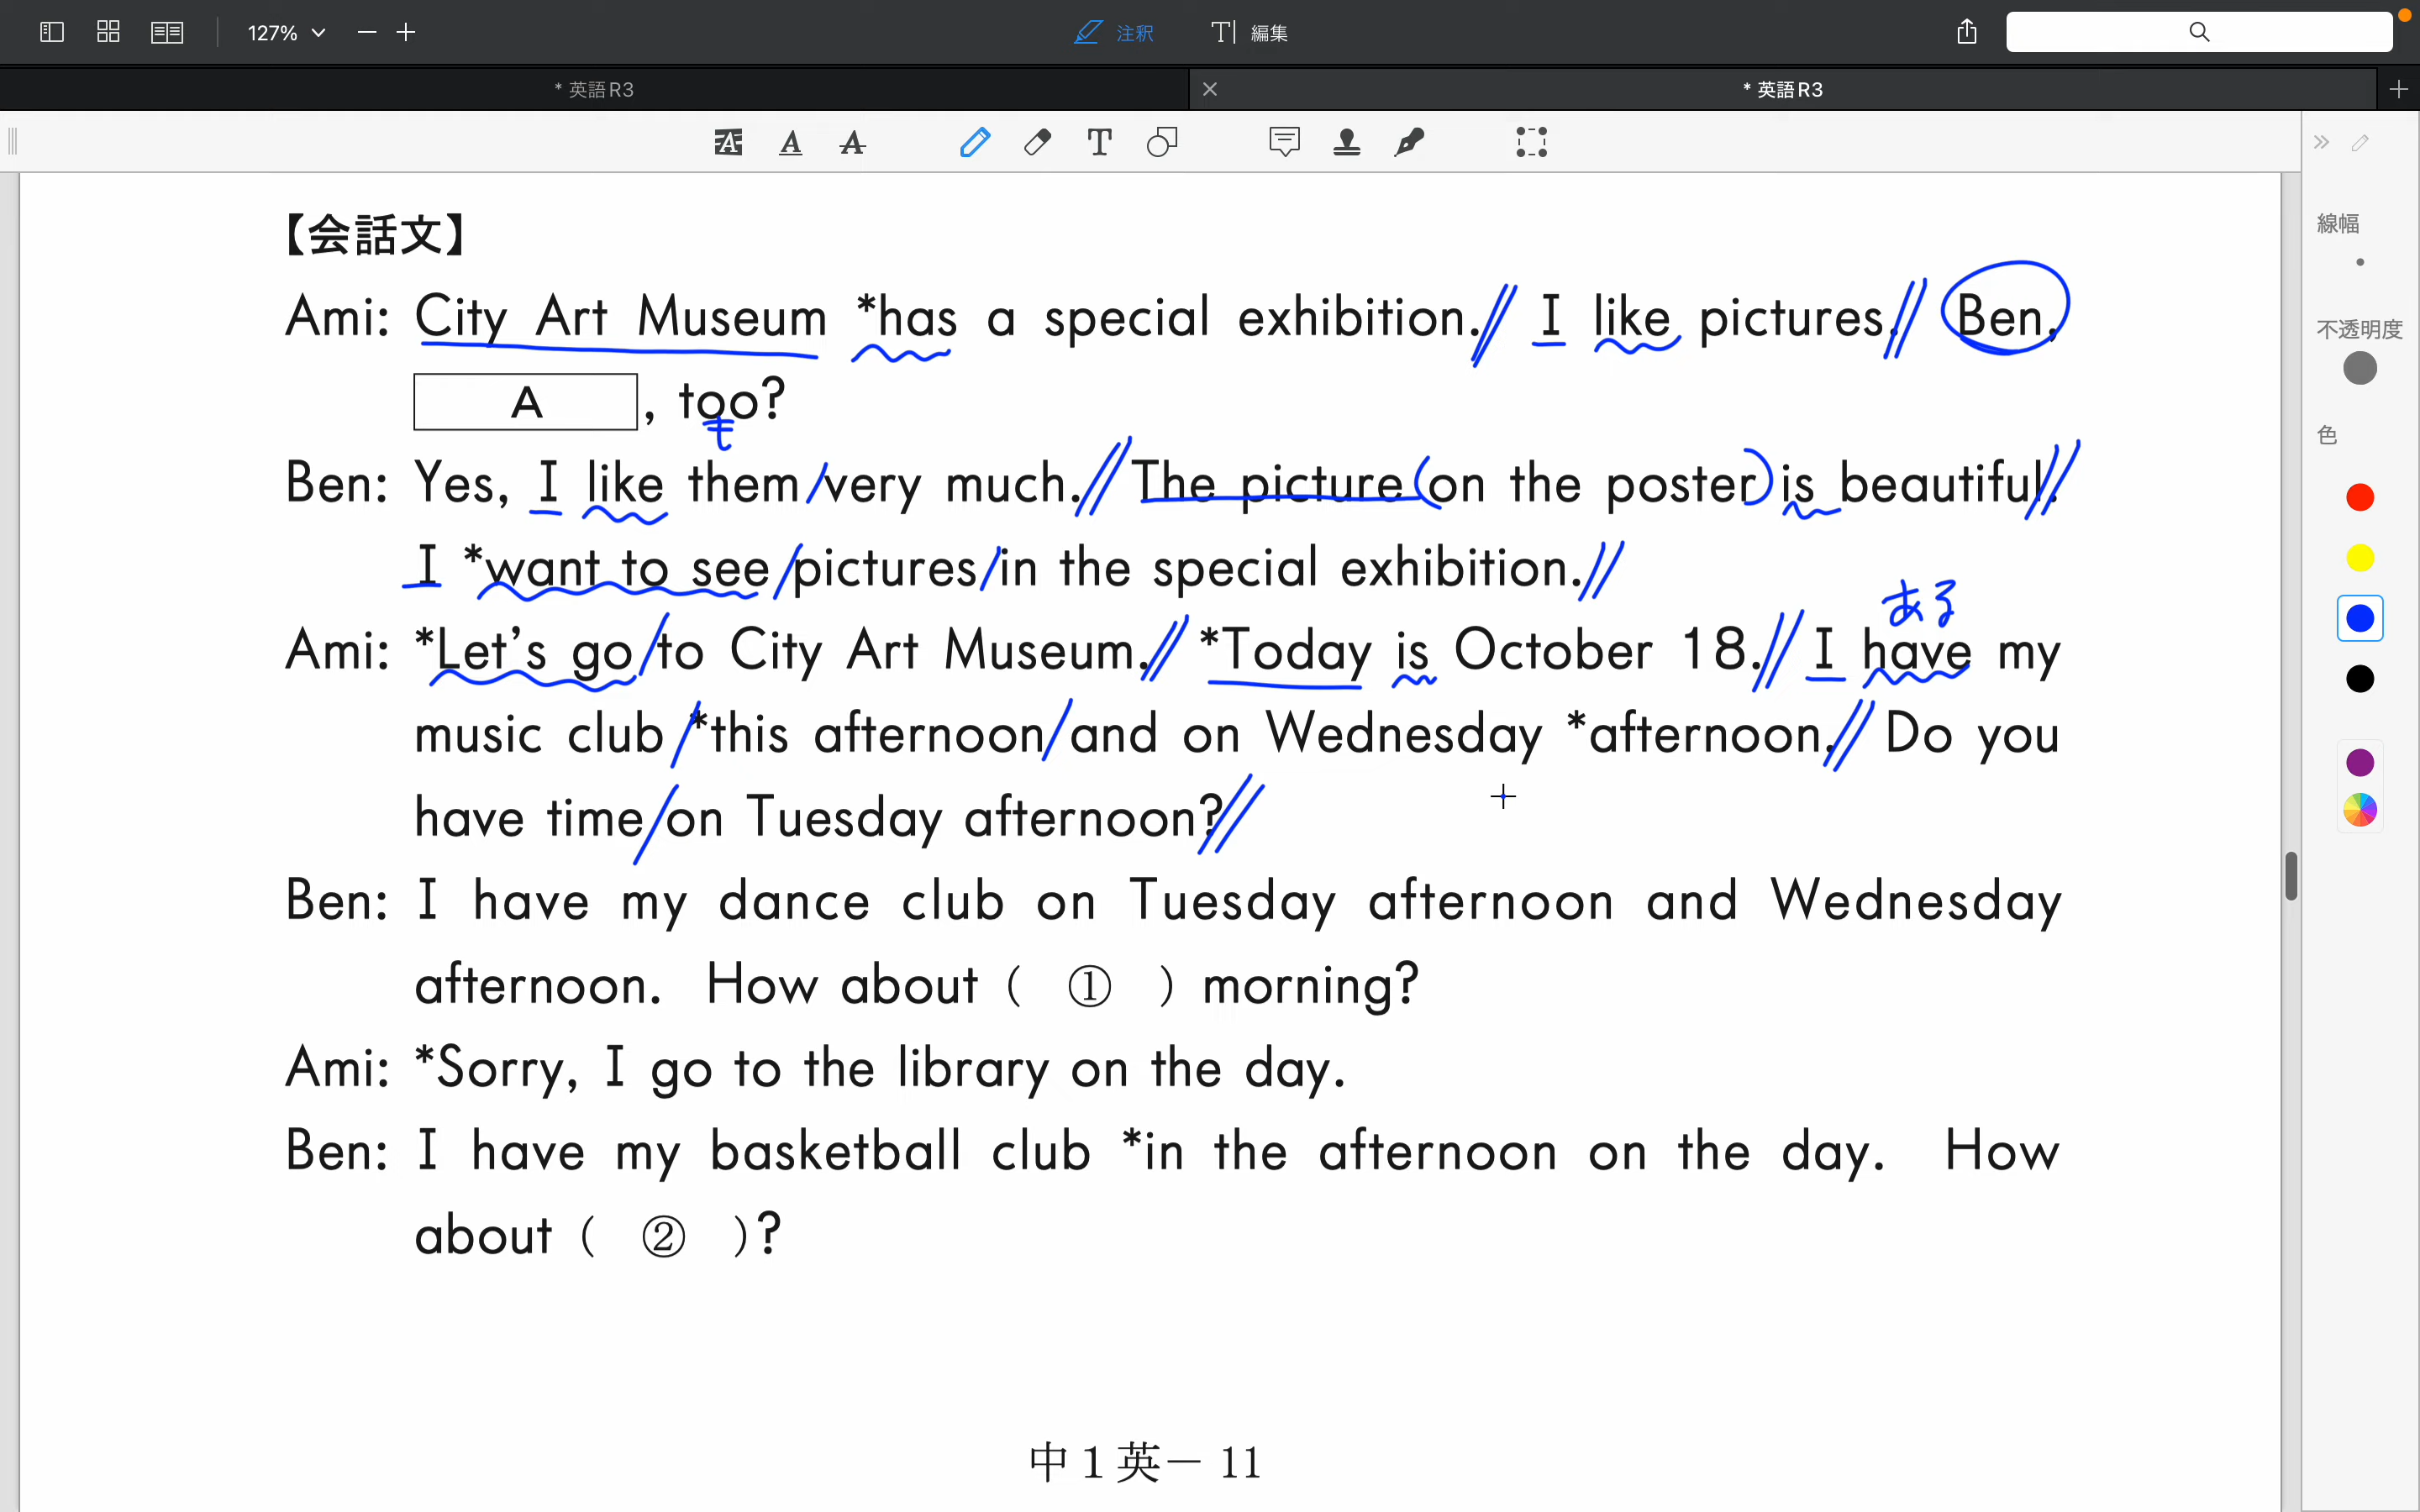 127%
注釈
編集
* 英語R3
* 英語R3
線幅
不透明度
色
【会話文】
Ami: City Art Museum *has a special exhibition. I like pictures. Ben,
A , too?
も
Ben: Yes, I like them very much. The picture on the poster is beautiful.
I *want to see pictures in the special exhibition.
ある
Ami: *Let's go to City Art Museum. *Today is October 18. I have my
music club *this afternoon and on Wednesday *afternoon. Do you
have time on Tuesday afternoon?
Ben: I have my dance club on Tuesday afternoon and Wednesday
afternoon. How about ( ① ) morning?
Ami: *Sorry, I go to the library on the day.
Ben: I have my basketball club *in the afternoon on the day. How
about ( ② )?
中1英－11